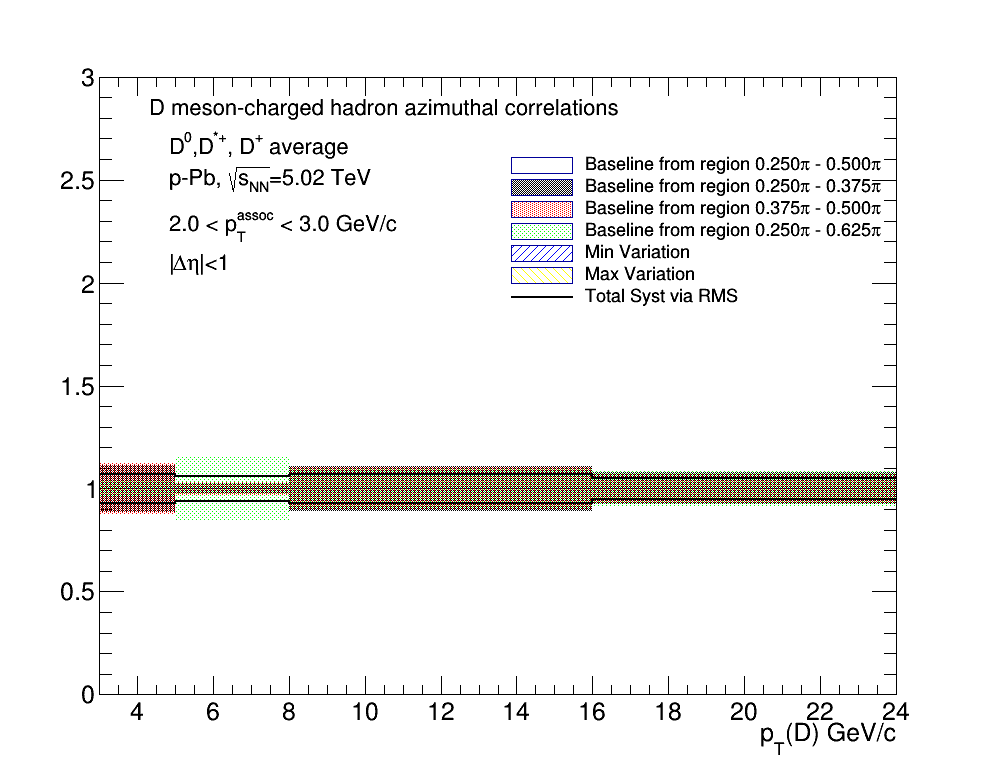 D meson-charged hadron azimuthal correlations
D⁰,D*⁺, D⁺ average
p-Pb, √s_NN=5.02 TeV
2.0 < p_T^assoc < 3.0 GeV/c
|Δη|<1
Baseline from region 0.250π - 0.500π
Baseline from region 0.250π - 0.375π
Baseline from region 0.375π - 0.500π
Baseline from region 0.250π - 0.625π
Min Variation
Max Variation
Total Syst via RMS
3
2.5
2
1.5
1
0.5
0
4 6 8 10 12 14 16 18 20 22 24
p_T(D) GeV/c